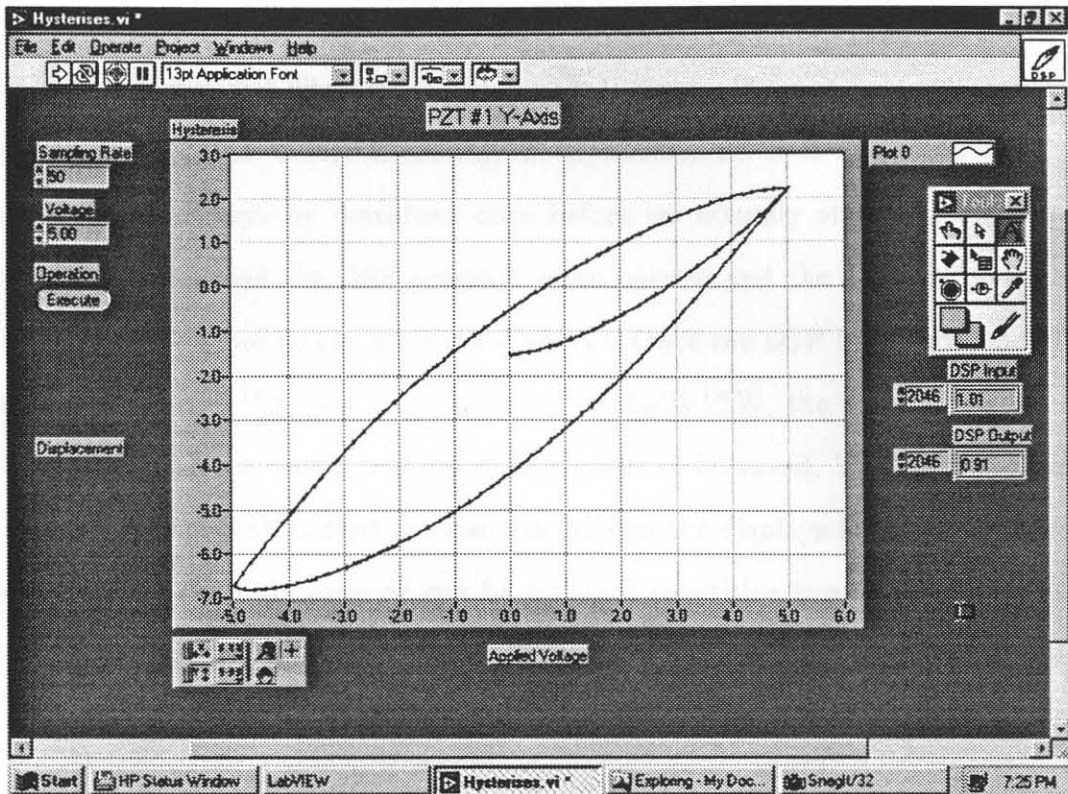 Hysterises.vi *
File Edit Operate Project Windows Help
13pt Application Font
DSP
PZT #1 Y-Axis
Hysteresis
Sampling Rate
50
Voltage
5.00
Operation
Execute
Displacement
3.0
2.0
1.0
0.0
-1.0
-2.0
-3.0
-4.0
-5.0
-6.0
-7.0
-5.0 -4.0 -3.0 -2.0 -1.0 0.0 1.0 2.0 3.0 4.0 5.0 6.0
Applied Voltage
Plot 0
DSP Input
2046 1.01
DSP Output
2046 0.91
Start HP Status Window LabVIEW Hysterises.vi * Exploring - My Doc... SnagIt/32 7:25 PM